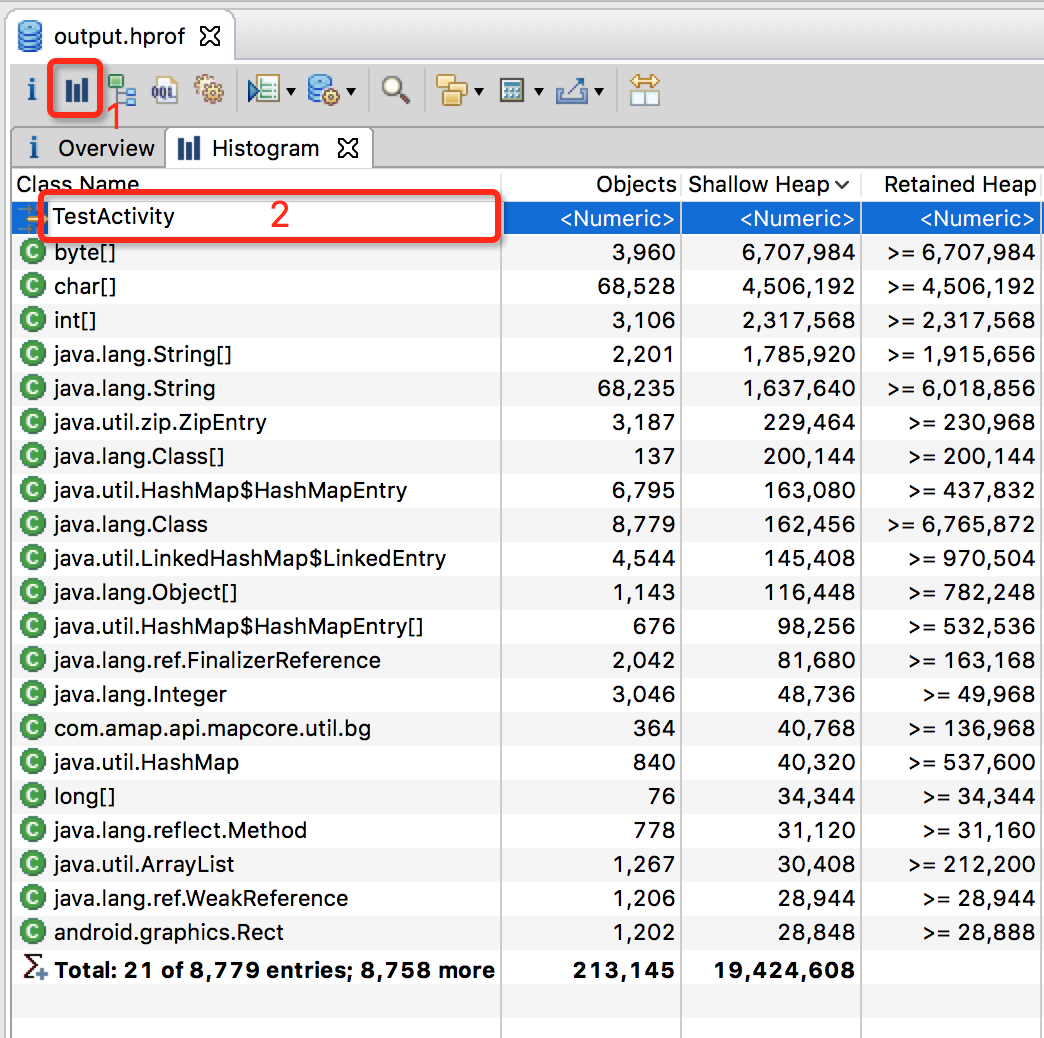 output.hprof
i OQL
1
i Overview Histogram
Class Name Objects Shallow Heap Retained Heap
TestActivity 2 <Numeric> <Numeric> <Numeric>
C byte[] 3,960 6,707,984 >= 6,707,984
C char[] 68,528 4,506,192 >= 4,506,192
C int[] 3,106 2,317,568 >= 2,317,568
C java.lang.String[] 2,201 1,785,920 >= 1,915,656
C java.lang.String 68,235 1,637,640 >= 6,018,856
C java.util.zip.ZipEntry 3,187 229,464 >= 230,968
C java.lang.Class[] 137 200,144 >= 200,144
C java.util.HashMap$HashMapEntry 6,795 163,080 >= 437,832
C java.lang.Class 8,779 162,456 >= 6,765,872
C java.util.LinkedHashMap$LinkedEntry 4,544 145,408 >= 970,504
C java.lang.Object[] 1,143 116,448 >= 782,248
C java.util.HashMap$HashMapEntry[] 676 98,256 >= 532,536
C java.lang.ref.FinalizerReference 2,042 81,680 >= 163,168
C java.lang.Integer 3,046 48,736 >= 49,968
C com.amap.api.mapcore.util.bg 364 40,768 >= 136,968
C java.util.HashMap 840 40,320 >= 537,600
C long[] 76 34,344 >= 34,344
C java.lang.reflect.Method 778 31,120 >= 31,160
C java.util.ArrayList 1,267 30,408 >= 212,200
C java.lang.ref.WeakReference 1,206 28,944 >= 28,944
C android.graphics.Rect 1,202 28,848 >= 28,888
Σ+ Total: 21 of 8,779 entries; 8,758 more 213,145 19,424,608